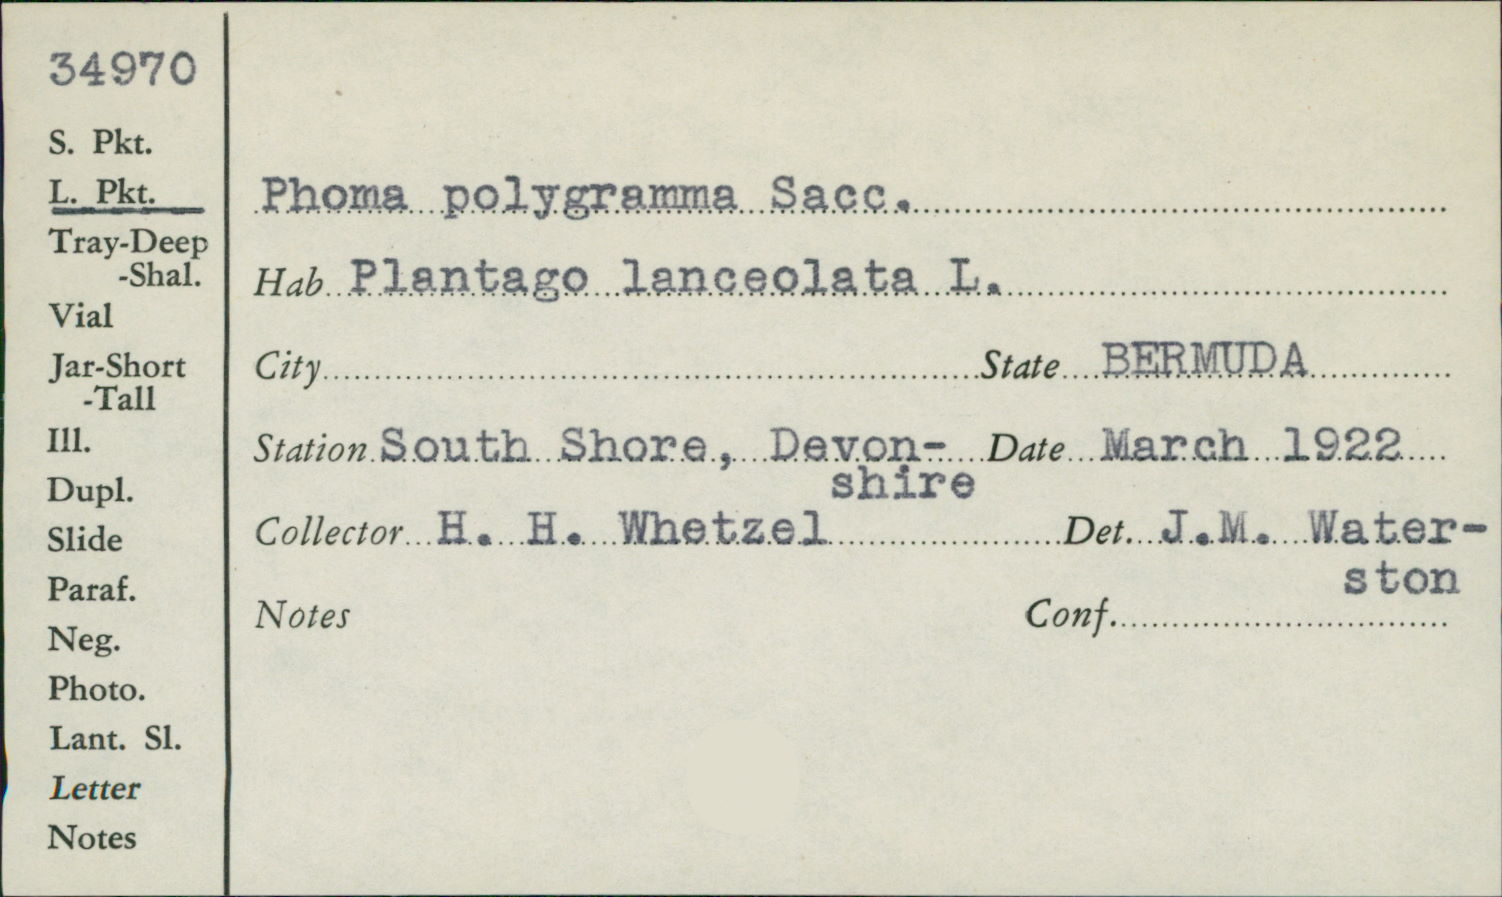 34970
S. Pkt.
L. Pkt.
Tray-Deep
-Shal.
Vial
Jar-Short
-Tall
Ill.
Dupl.
Slide
Paraf.
Neg.
Photo.
Lant. Sl.
Letter
Notes
Phoma polygramma Sacc.
Hab Plantago lanceolata L.
City State BERMUDA
Station South Shore, Devon- Date March 1922
shire
Collector H. H. Whetzel Det. J.M. Water-
ston
Notes Conf.